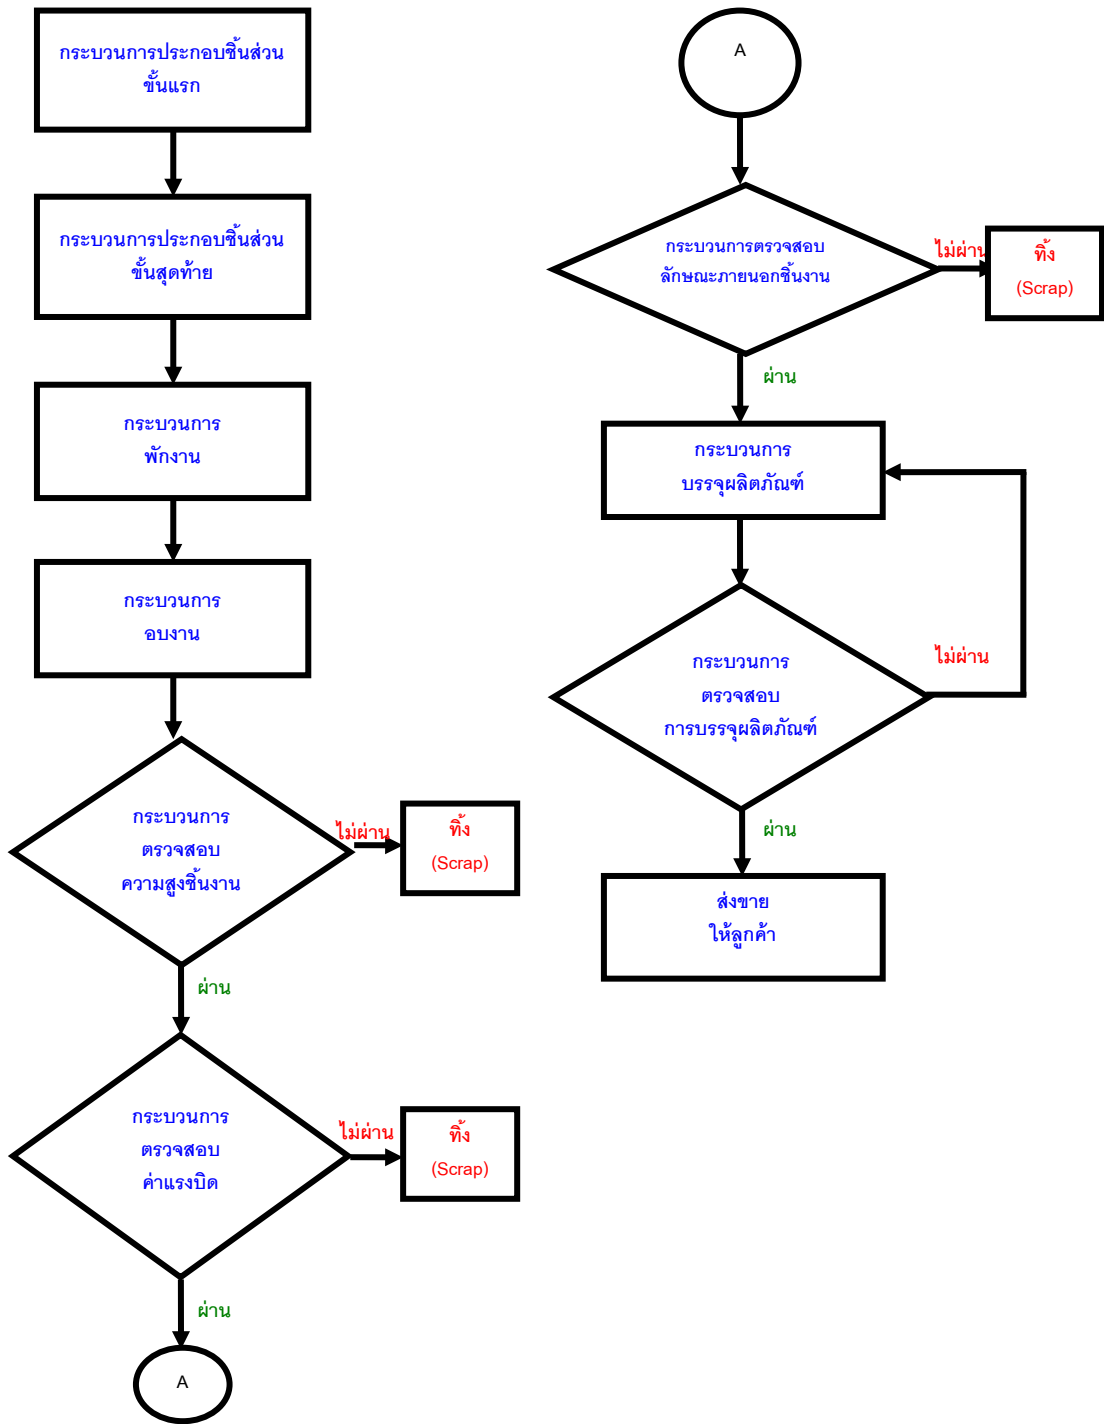 กระบวนการประกอบชิ้นส่วน
ขั้นแรก
กระบวนการประกอบชิ้นส่วน
ขั้นสุดท้าย
กระบวนการ
พักงาน
กระบวนการ
อบงาน
กระบวนการ
ตรวจสอบ
ความสูงชิ้นงาน
ไม่ผ่าน
ทิ้ง
(Scrap)
ผ่าน
กระบวนการ
ตรวจสอบ
ค่าแรงบิด
ไม่ผ่าน
ทิ้ง
(Scrap)
ผ่าน
A
A
กระบวนการตรวจสอบ
ลักษณะภายนอกชิ้นงาน
ไม่ผ่าน
ทิ้ง
(Scrap)
ผ่าน
กระบวนการ
บรรจุผลิตภัณฑ์
กระบวนการ
ตรวจสอบ
การบรรจุผลิตภัณฑ์
ไม่ผ่าน
ผ่าน
ส่งขาย
ให้ลูกค้า